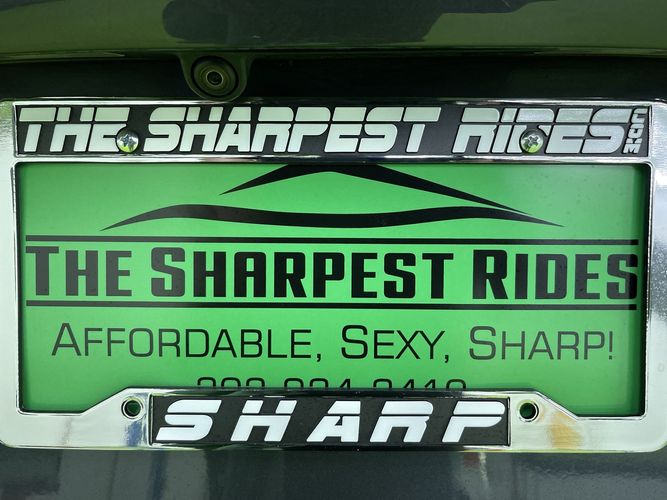 THE SHARPEST RIDES.COM
THE SHARPEST RIDES
AFFORDABLE, SEXY, SHARP!
SHARP